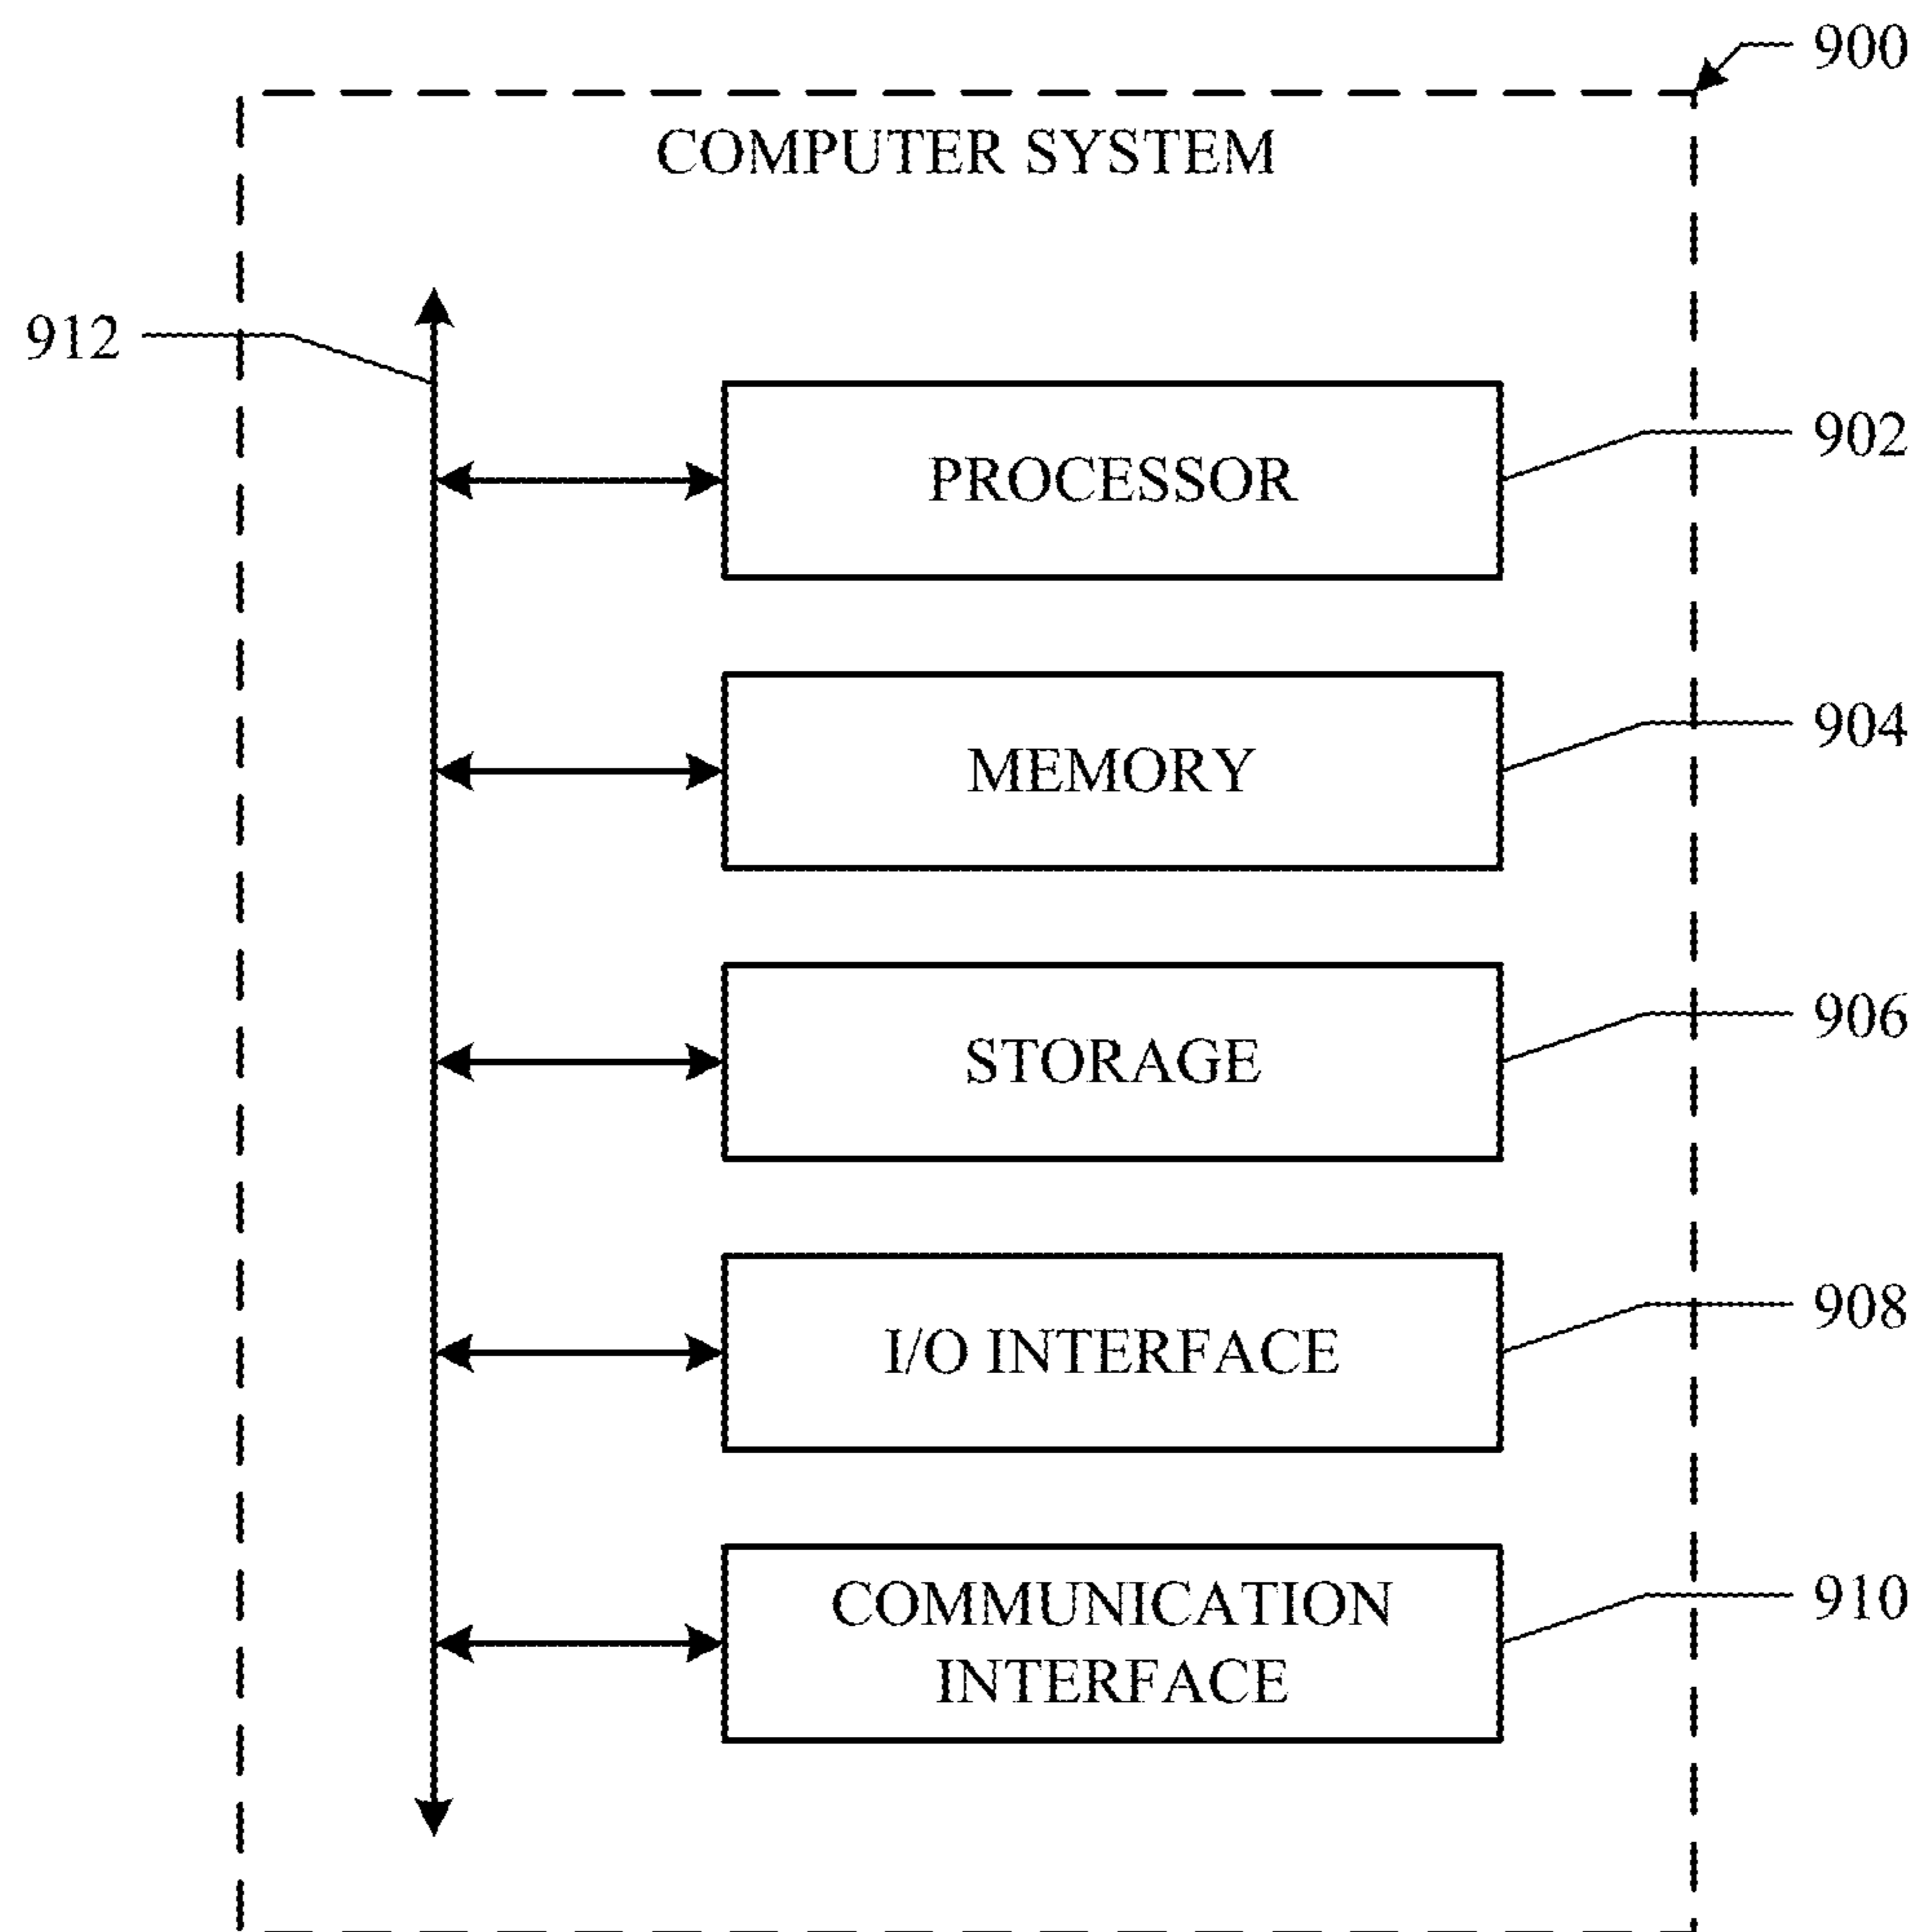 900
COMPUTER SYSTEM
912
902
PROCESSOR
904
MEMORY
906
STORAGE
908
I/O INTERFACE
910
COMMUNICATION
INTERFACE